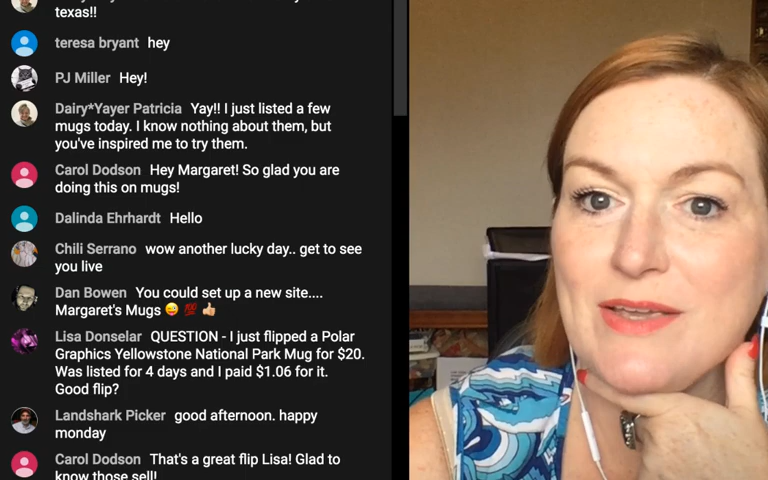 texas!!
teresa bryant hey
PJ Miller Hey!
Dairy*Yayer Patricia Yay!! I just listed a few
mugs today. I know nothing about them, but
you've inspired me to try them.
Carol Dodson Hey Margaret! So glad you are
doing this on mugs!
Dalinda Ehrhardt Hello
Chili Serrano wow another lucky day.. get to see
you live
Dan Bowen You could set up a new site....
Margaret's Mugs 😜 💯 👍🏼
Lisa Donselar QUESTION - I just flipped a Polar
Graphics Yellowstone National Park Mug for $20.
Was listed for 4 days and I paid $1.06 for it.
Good flip?
Landshark Picker good afternoon. happy
monday
Carol Dodson That's a great flip Lisa! Glad to
know those sell!